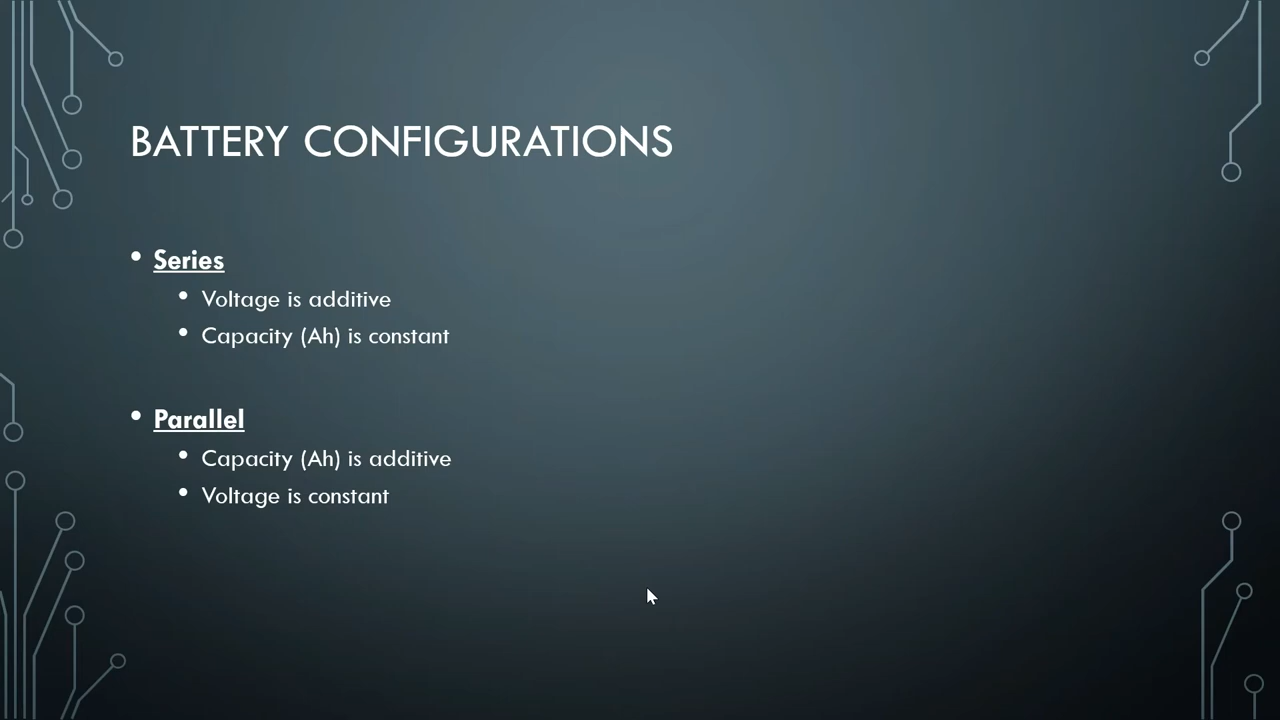 BATTERY CONFIGURATIONS
• Series
• Voltage is additive
• Capacity (Ah) is constant
• Parallel
• Capacity (Ah) is additive
• Voltage is constant